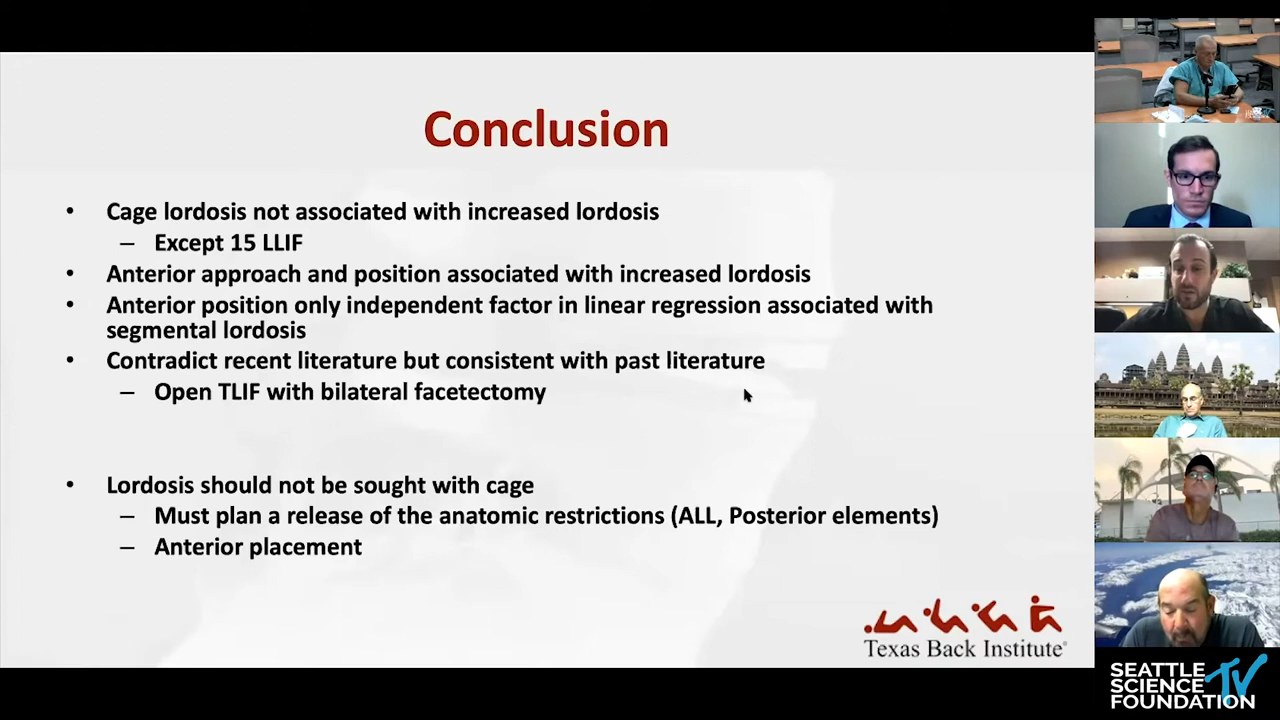 Conclusion
• Cage lordosis not associated with increased lordosis
– Except 15 LLIF
• Anterior approach and position associated with increased lordosis
• Anterior position only independent factor in linear regression associated with
segmental lordosis
• Contradict recent literature but consistent with past literature
– Open TLIF with bilateral facetectomy
• Lordosis should not be sought with cage
– Must plan a release of the anatomic restrictions (ALL, Posterior elements)
– Anterior placement
Texas Back Institute®
SEATTLE
SCIENCE TV
FOUNDATION